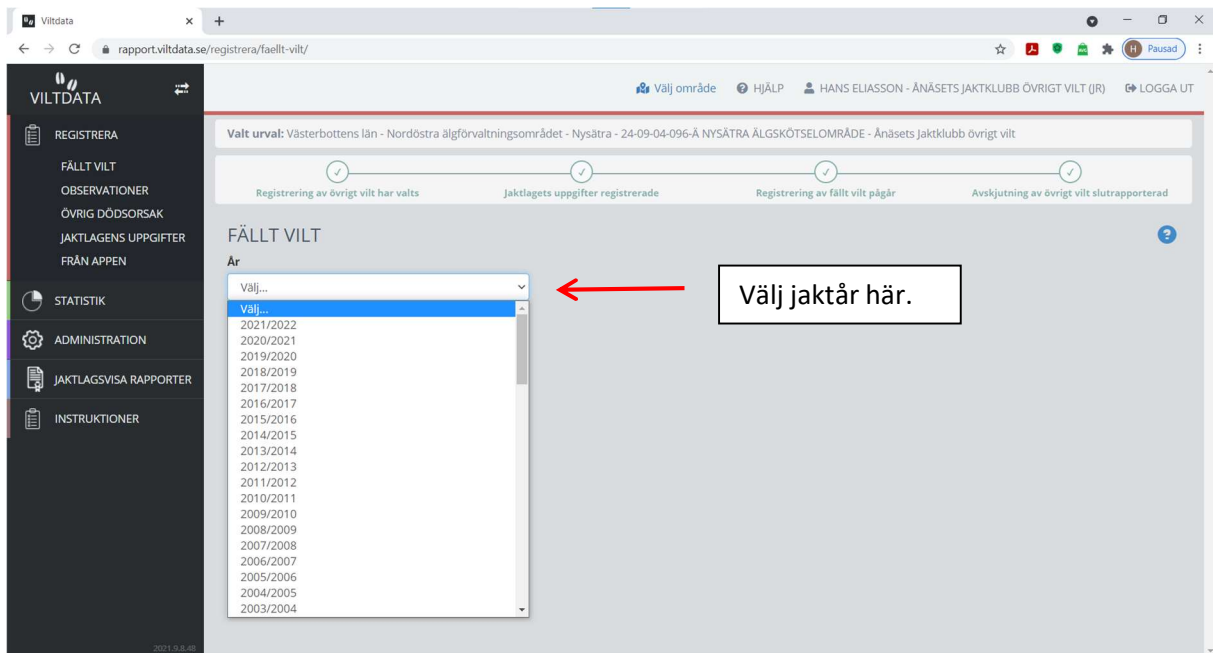 Viltdata
rapport.viltdata.se/registrera/faellt-vilt/
H Pausad
VILTDATA
Välj område HJÄLP HANS ELIASSON - ÅNÄSETS JAKTKLUBB ÖVRIGT VILT (JR) LOGGA UT
REGISTRERA
FÄLLT VILT
OBSERVATIONER
ÖVRIG DÖDSORSAK
JAKTLAGENS UPPGIFTER
FRÅN APPEN
STATISTIK
ADMINISTRATION
JAKTLAGSVISA RAPPORTER
INSTRUKTIONER
2021.9.8.48
Valt urval: Västerbottens län - Nordöstra älgförvaltningsområdet - Nysätra - 24-09-04-096-Ä NYSÄTRA ÄLGSKÖTSELOMRÅDE - Ånäsets Jaktklubb övrigt vilt
Registrering av övrigt vilt har valts Jaktlagets uppgifter registrerade Registrering av fällt vilt pågår Avskjutning av övrigt vilt slutrapporterad
FÄLLT VILT
År
Välj...
Välj...
2021/2022
2020/2021
2019/2020
2018/2019
2017/2018
2016/2017
2015/2016
2014/2015
2013/2014
2012/2013
2011/2012
2010/2011
2009/2010
2008/2009
2007/2008
2006/2007
2005/2006
2004/2005
2003/2004
Välj jaktår här.